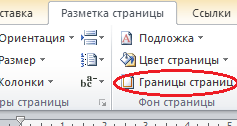 ставка Разметка страницы Ссылки
Ориентация Подложка
Размер Цвет страницы
Колонки Границы страниц
ры страницы Фон страницы